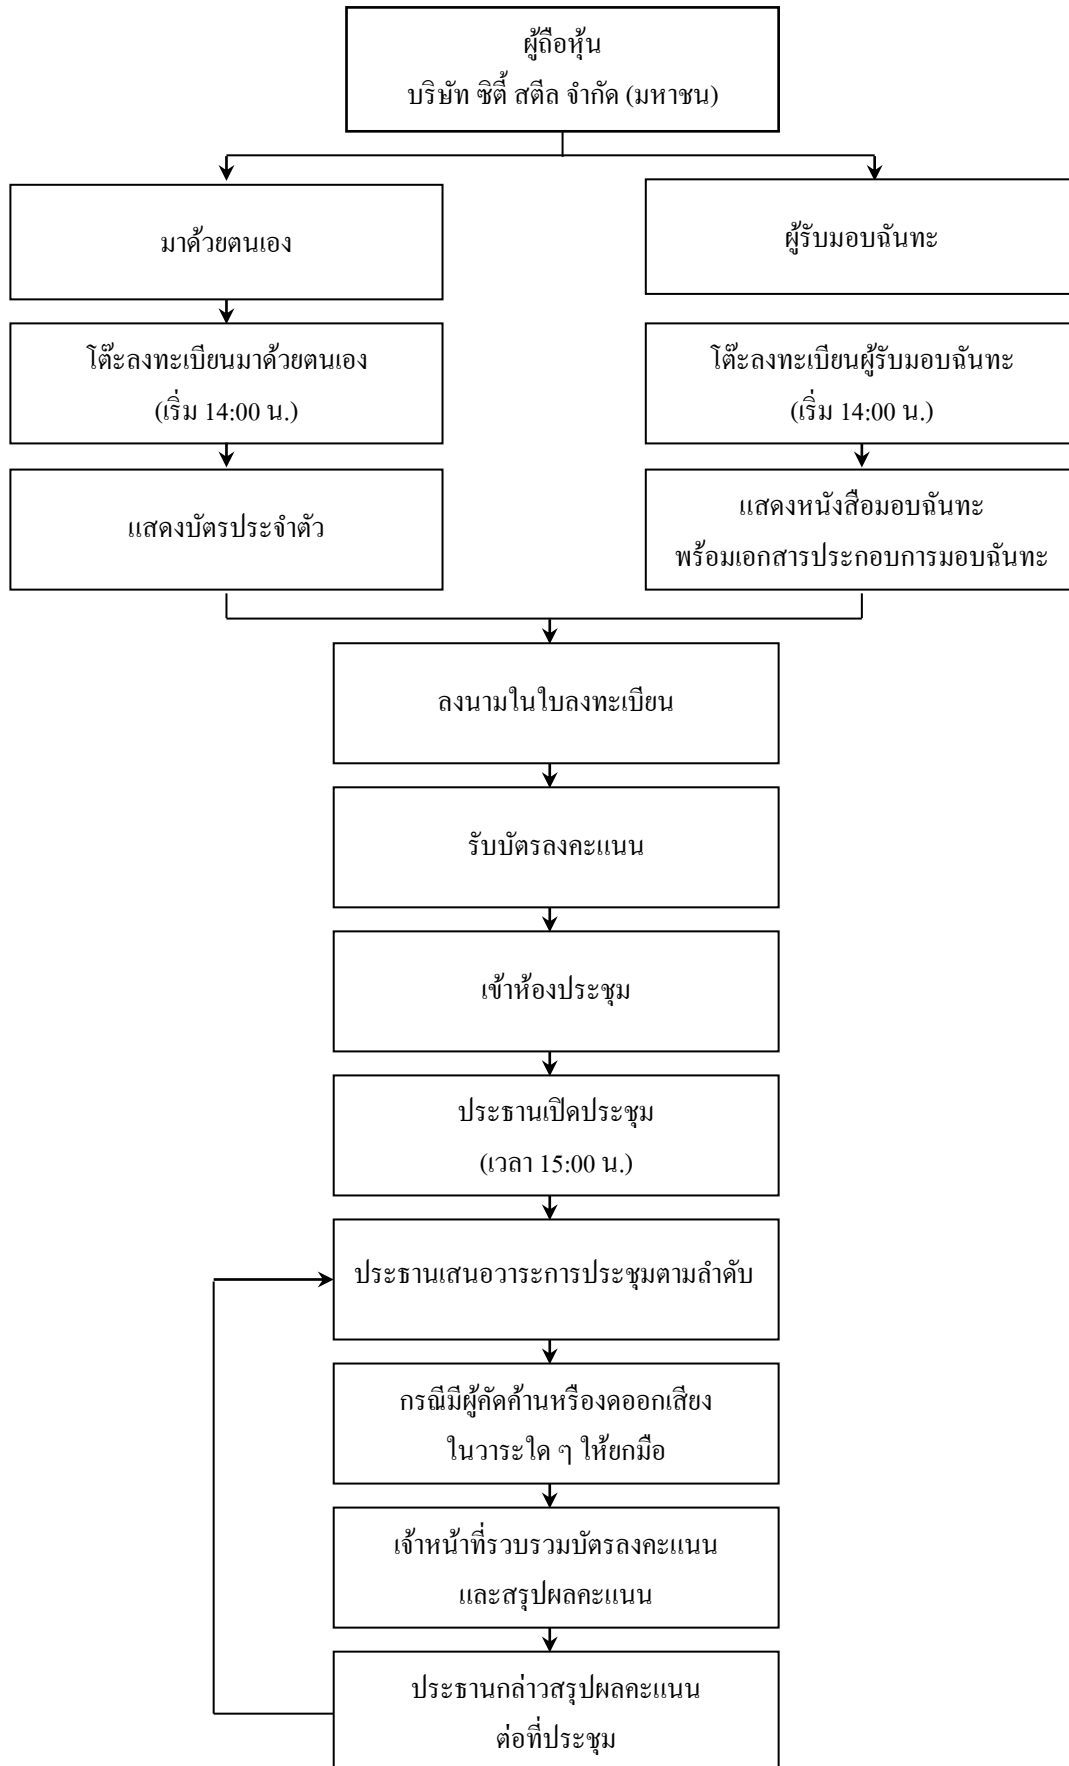 ผู้ถือหุ้น
บริษัท ซิตี้ สตีล จำกัด (มหาชน)
มาด้วยตนเอง
ผู้รับมอบฉันทะ
โต๊ะลงทะเบียนมาด้วยตนเอง
(เริ่ม 14:00 น.)
โต๊ะลงทะเบียนผู้รับมอบฉันทะ
(เริ่ม 14:00 น.)
แสดงบัตรประจำตัว
แสดงหนังสือมอบฉันทะ
พร้อมเอกสารประกอบการมอบฉันทะ
ลงนามในใบลงทะเบียน
รับบัตรลงคะแนน
เข้าห้องประชุม
ประธานเปิดประชุม
(เวลา 15:00 น.)
ประธานเสนอวาระการประชุมตามลำดับ
กรณีมีผู้คัดค้านหรืองดออกเสียง
ในวาระใด ๆ ให้ยกมือ
เจ้าหน้าที่รวบรวมบัตรลงคะแนน
และสรุปผลคะแนน
ประธานกล่าวสรุปผลคะแนน
ต่อที่ประชุม